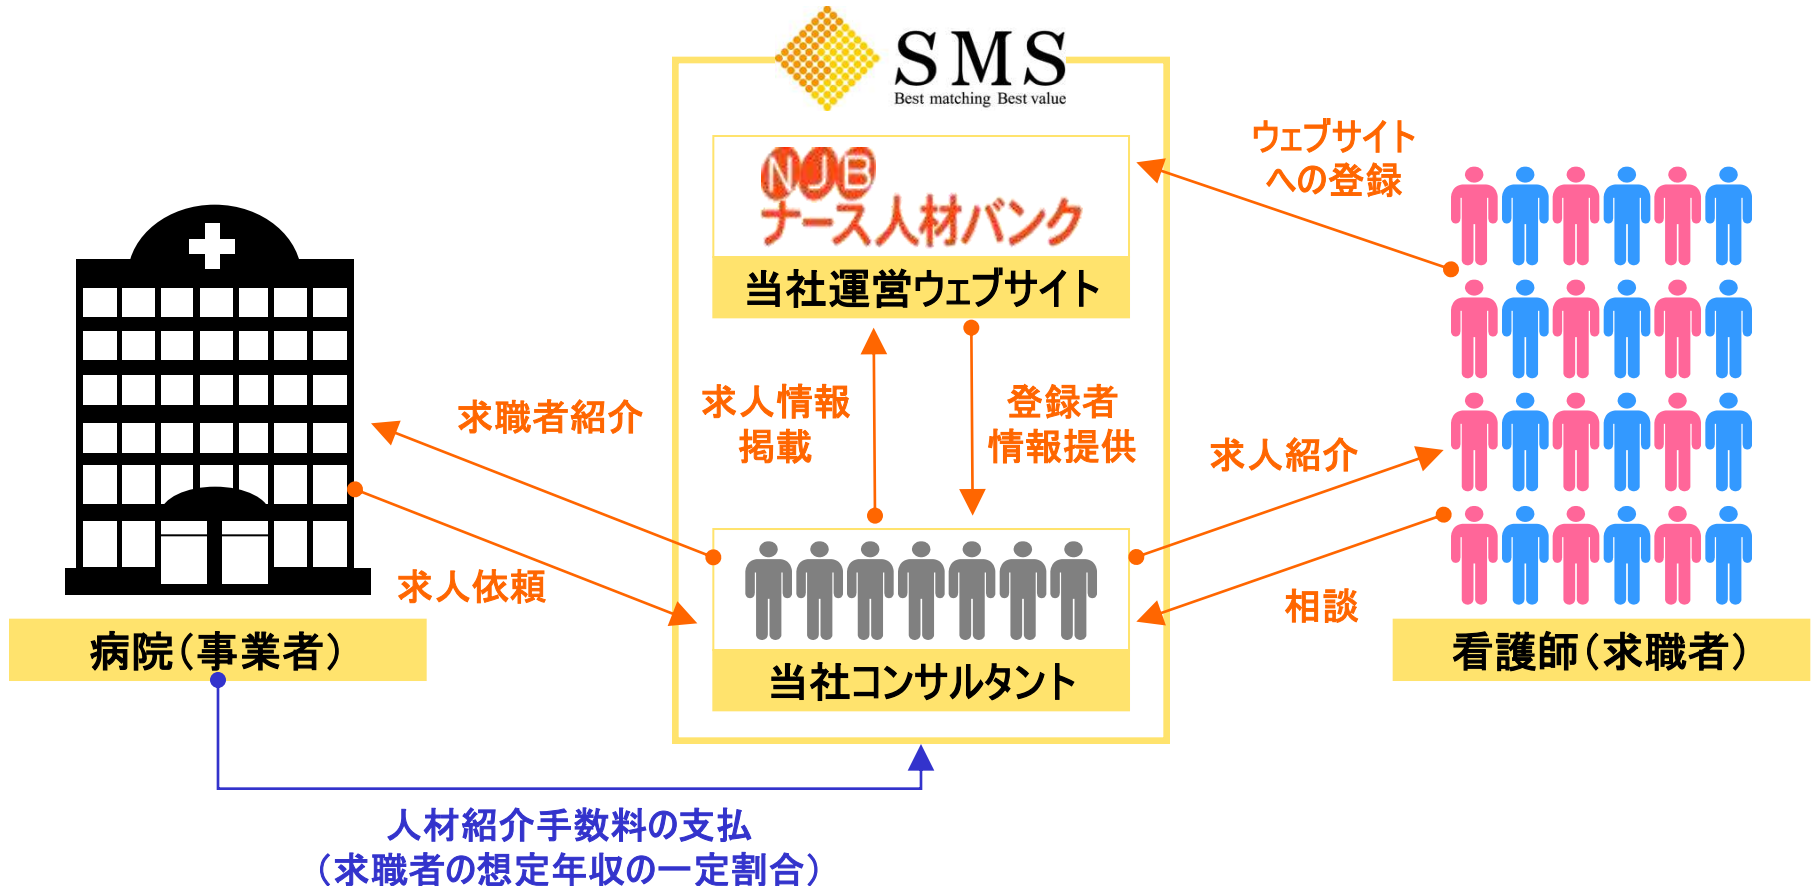 SMS
Best matching Best value
NJB
ナース人材バンク
当社運営ウェブサイト
ウェブサイト
への登録
求職者紹介
求人情報
掲載
登録者
情報提供
求人紹介
求人依頼
相談
病院(事業者)
当社コンサルタント
看護師(求職者)
人材紹介手数料の支払
(求職者の想定年収の一定割合)